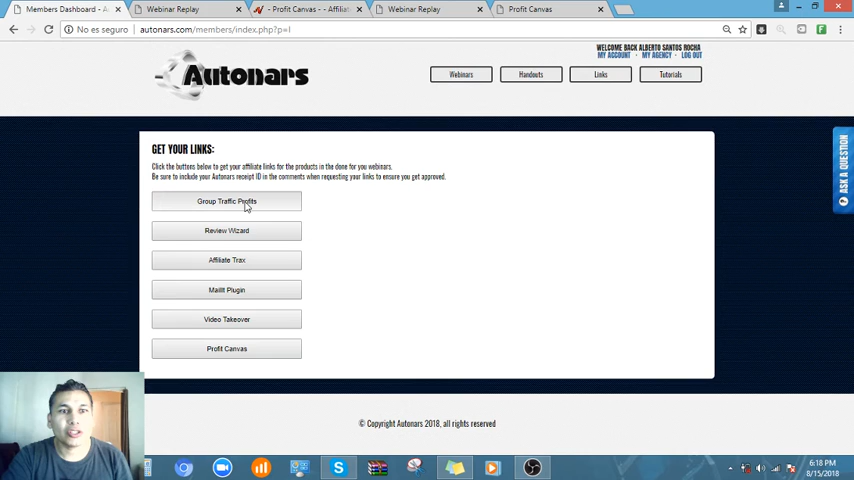 Members Dashboard - A
Webinar Replay
- Profit Canvas - - Affilia
Webinar Replay
Profit Canvas
No es seguro | autonars.com/members/index.php?p=l
WELCOME BACK ALBERTO SANTOS ROCHA
MY ACCOUNT · MY AGENCY · LOG OUT
Autonars
Webinars
Handouts
Links
Tutorials
GET YOUR LINKS:
Click the buttons below to get your affiliate links for the products in the done for you webinars.
Be sure to include your Autonars receipt ID in the comments when requesting your links to ensure you get approved.
Group Traffic Profits
Review Wizard
Affiliate Trax
MailIt Plugin
Video Takeover
Profit Canvas
ASK A QUESTION
© Copyright Autonars 2018, all rights reserved
6:18 PM
8/15/2018